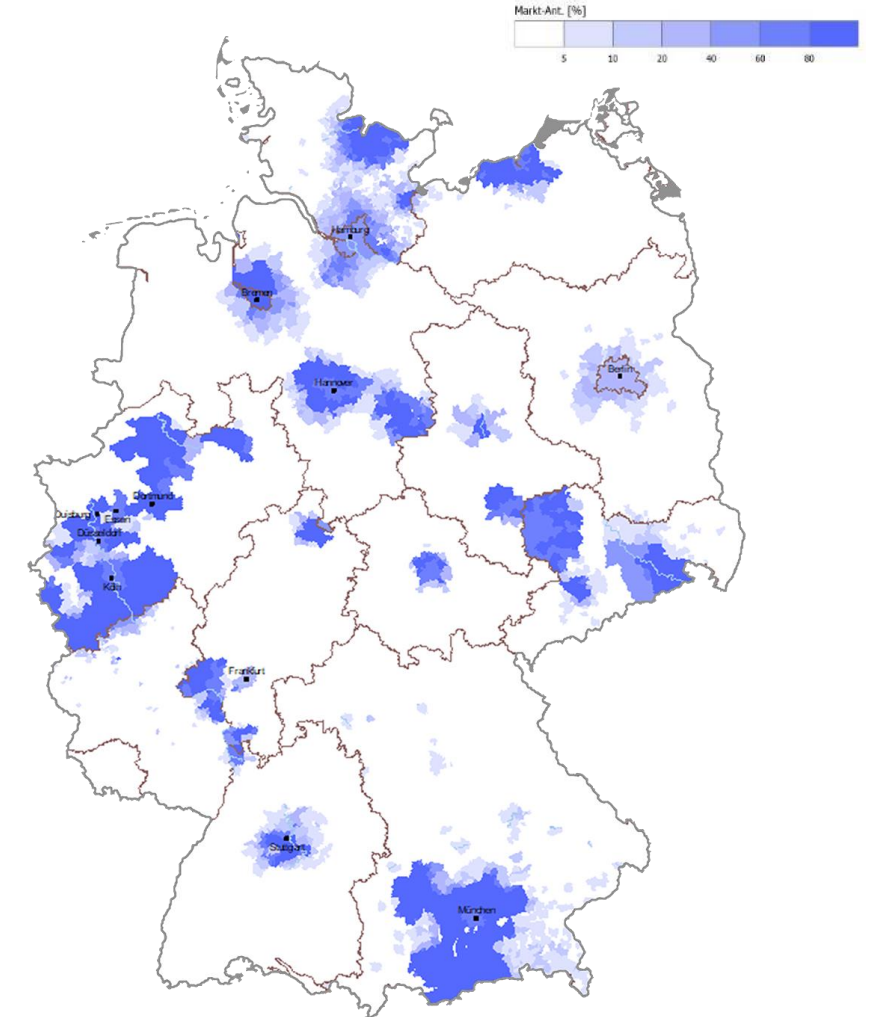 Markt-Ant. [%]
5 10 20 40 60 80
Hamburg
Bremen
Berlin
Hannover
Dortmund
Duisburg
Essen
Düsseldorf
Köln
Frankfurt
Stuttgart
München